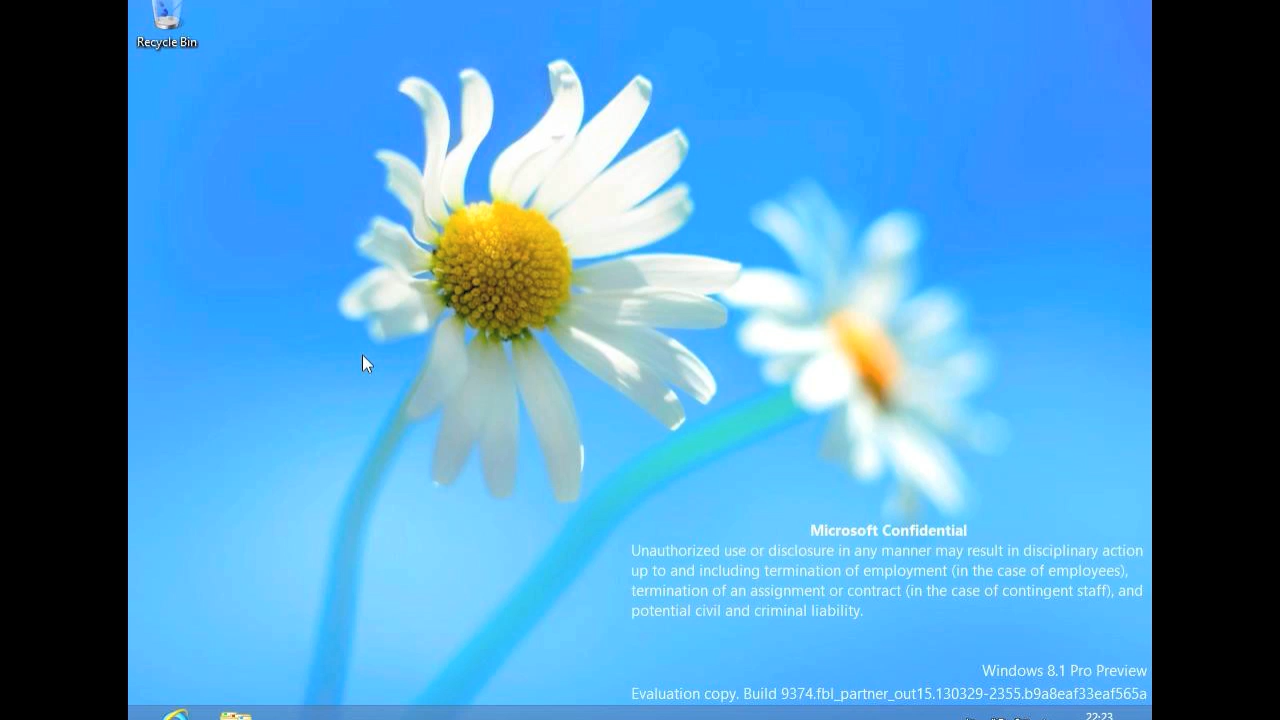 Recycle Bin
Microsoft Confidential
Unauthorized use or disclosure in any manner may result in disciplinary action
up to and including termination of employment (in the case of employees),
termination of an assignment or contract (in the case of contingent staff), and
potential civil and criminal liability.
Windows 8.1 Pro Preview
Evaluation copy. Build 9374.fbl_partner_out15.130329-2355.b9a8eaf33eaf565a
22:23